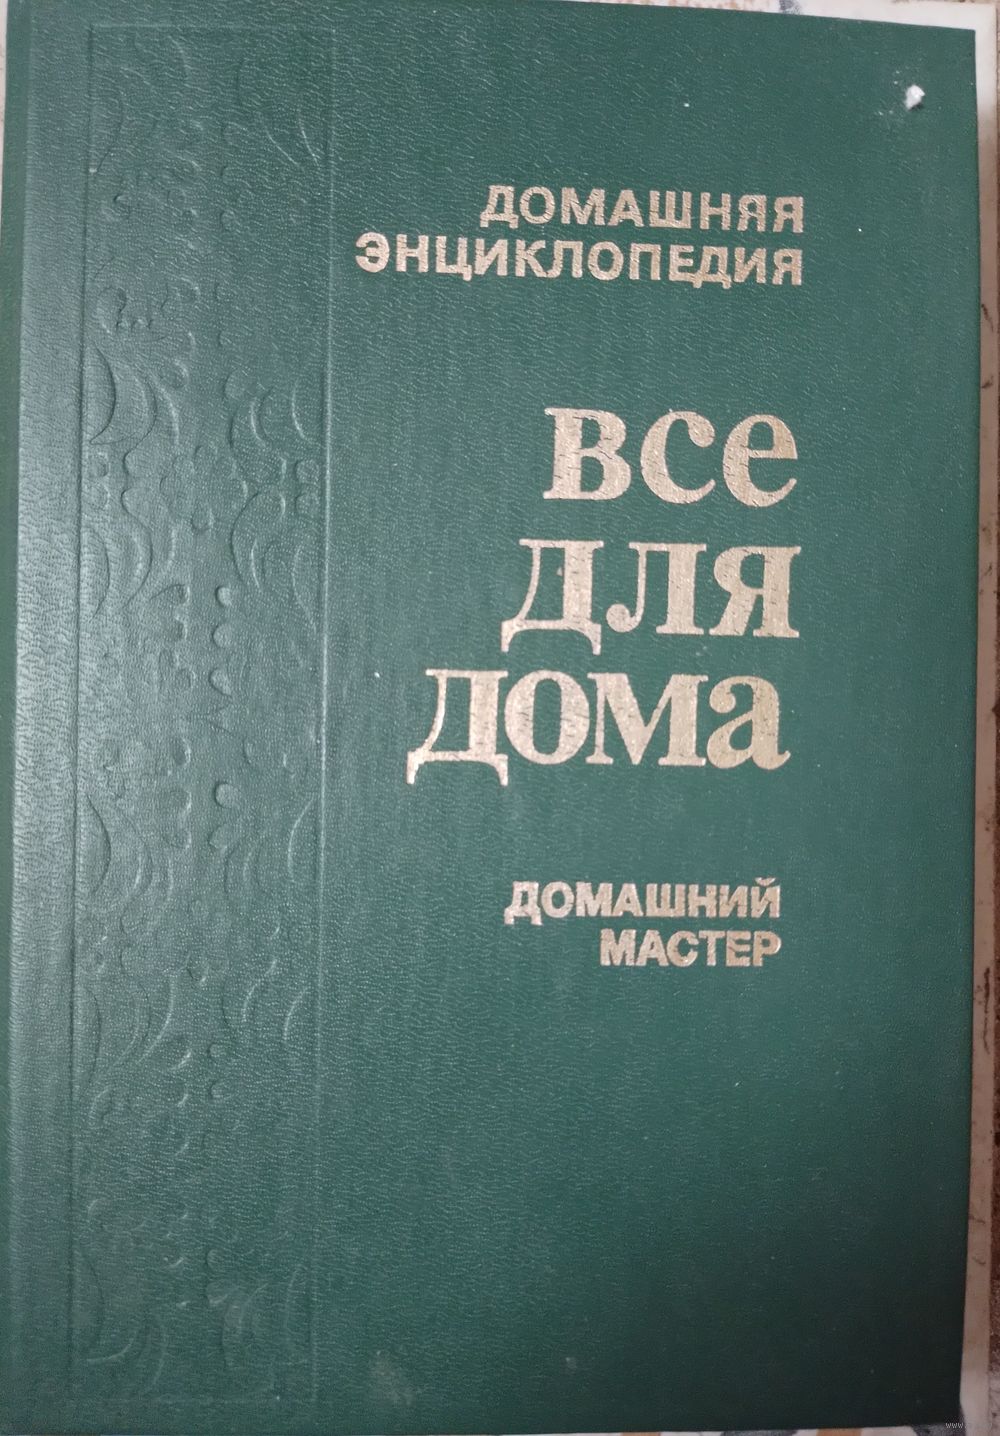 ДОМАШНЯЯ
ЭНЦИКЛОПЕДИЯ
все
для
дома
ДОМАШНИЙ
МАСТЕР